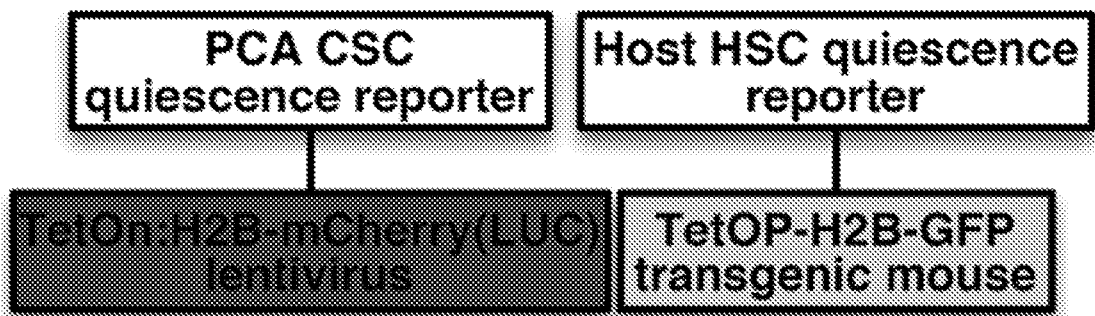 PCA CSC
quiescence reporter
Host HSC quiescence
reporter
TetOn:H2B-mCherry(LUC)
lentivirus
TetOP-H2B-GFP
transgenic mouse